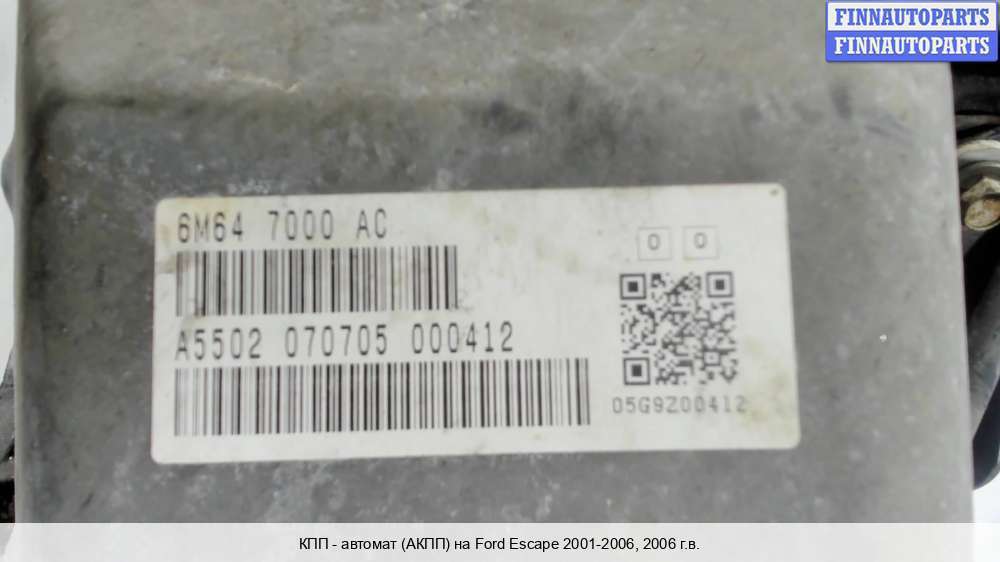 FINNAUTOPARTS
FINNAUTOPARTS
6M64 7000 AC
0 0
A5502 070705 000412
05G9Z00412
КПП - автомат (АКПП) на Ford Escape 2001-2006, 2006 г.в.